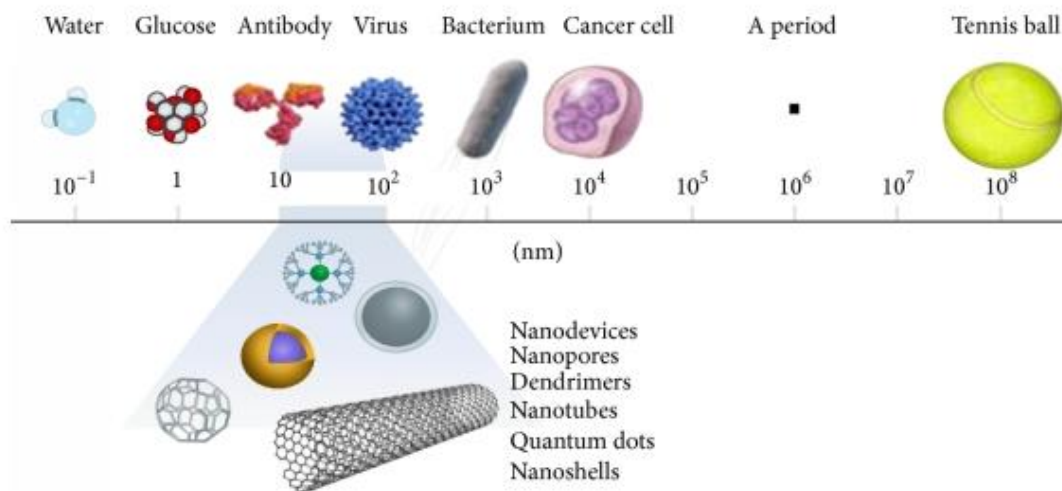 Water Glucose Antibody Virus Bacterium Cancer cell A period Tennis ball
10⁻¹ 1 10 10² 10³ 10⁴ 10⁵ 10⁶ 10⁷ 10⁸
(nm)
Nanodevices
Nanopores
Dendrimers
Nanotubes
Quantum dots
Nanoshells